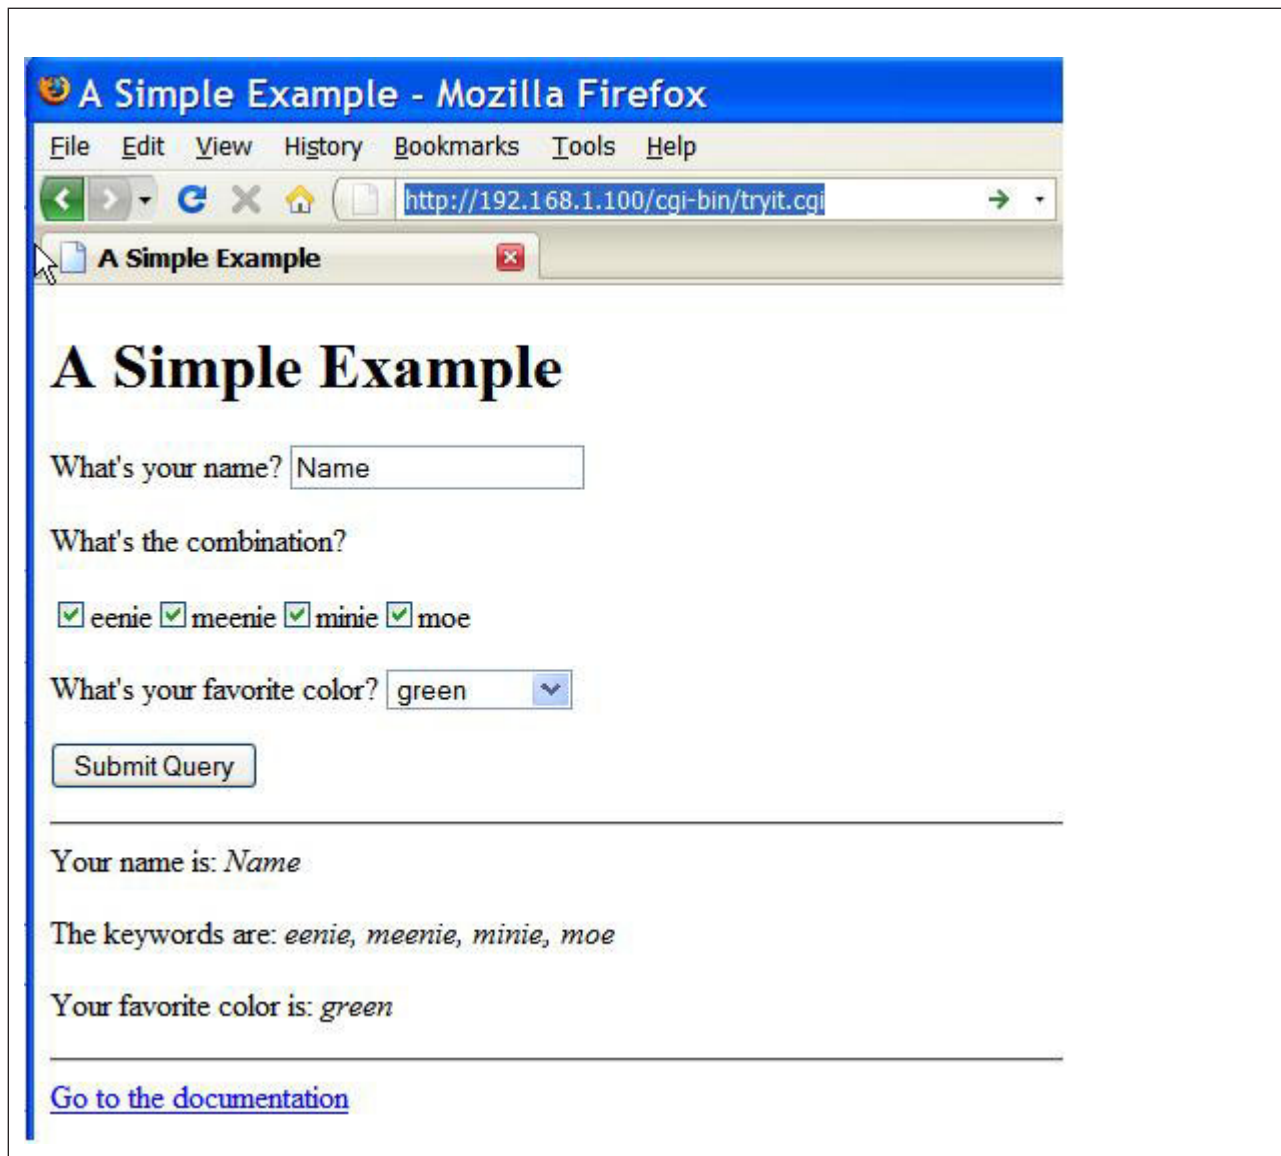 A Simple Example - Mozilla Firefox
File Edit View History Bookmarks Tools Help
http://192.168.1.100/cgi-bin/tryit.cgi
A Simple Example
A Simple Example
What's your name? Name
What's the combination?
eenie meenie minie moe
What's your favorite color? green
Submit Query
Your name is: Name
The keywords are: eenie, meenie, minie, moe
Your favorite color is: green
Go to the documentation